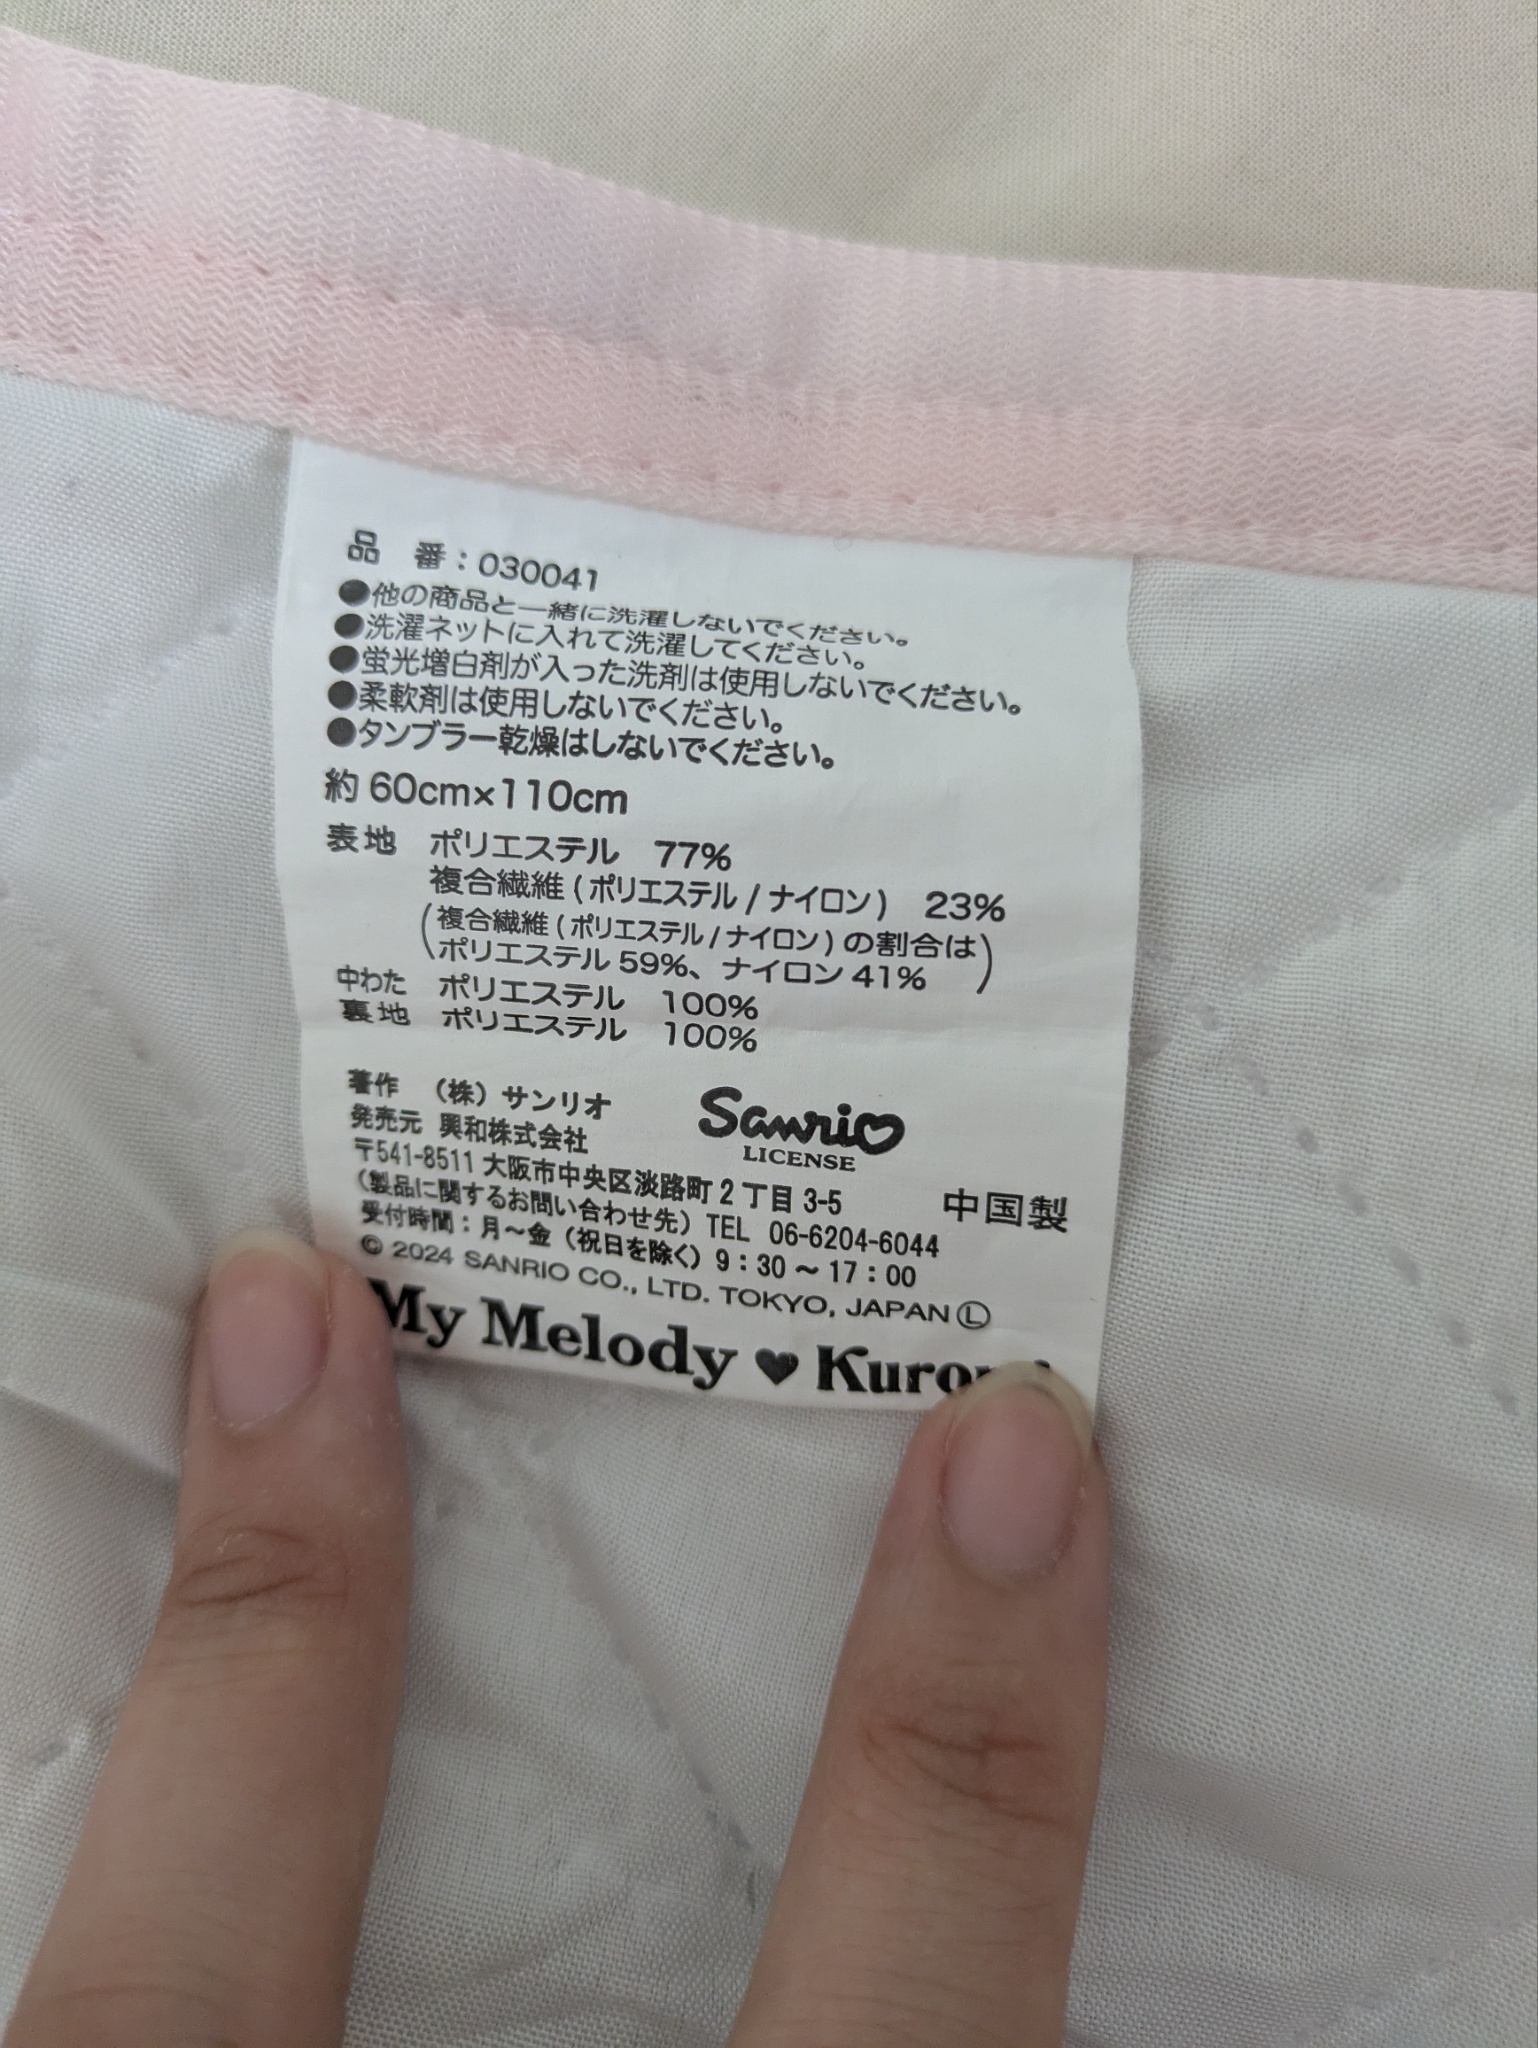 品　番：030041
●他の商品と一緒に洗濯しないでください。
●洗濯ネットに入れて洗濯してください。
●蛍光増白剤が入った洗剤は使用しないでください。
●柔軟剤は使用しないでください。
●タンブラー乾燥はしないでください。
約 60cm×110cm
表地　ポリエステル　77%
複合繊維 (ポリエステル / ナイロン)　23%
(複合繊維 (ポリエステル / ナイロン) の割合は
ポリエステル 59%、ナイロン 41%)
中わた　ポリエステル　100%
裏地　ポリエステル　100%
著作　（株）サンリオ
Sanrio
LICENSE
発売元　興和株式会社
〒541-8511 大阪市中央区淡路町 2 丁目 3-5
中国製
（製品に関するお問い合わせ先）TEL 06-6204-6044
受付時間：月～金（祝日を除く）9：30～17：00
© 2024 SANRIO CO., LTD. TOKYO, JAPAN Ⓛ
My Melody ♥